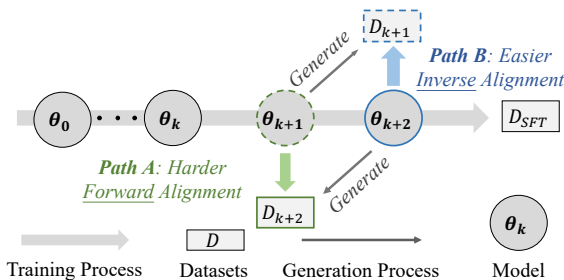 D_{k+1}
Generate
Path B: Easier
Inverse Alignment
θ_0
θ_k
θ_{k+1}
θ_{k+2}
D_{SFT}
Path A: Harder
Forward Alignment
Generate
D_{k+2}
D
θ_k
Training Process
Datasets
Generation Process
Model